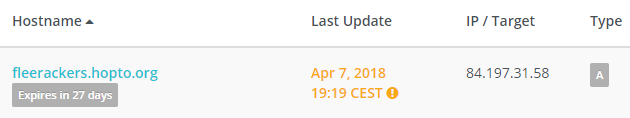 Hostname Last Update IP / Target Type
fleerackers.hopto.org Apr 7, 2018 84.197.31.58 A
Expires in 27 days 19:19 CEST